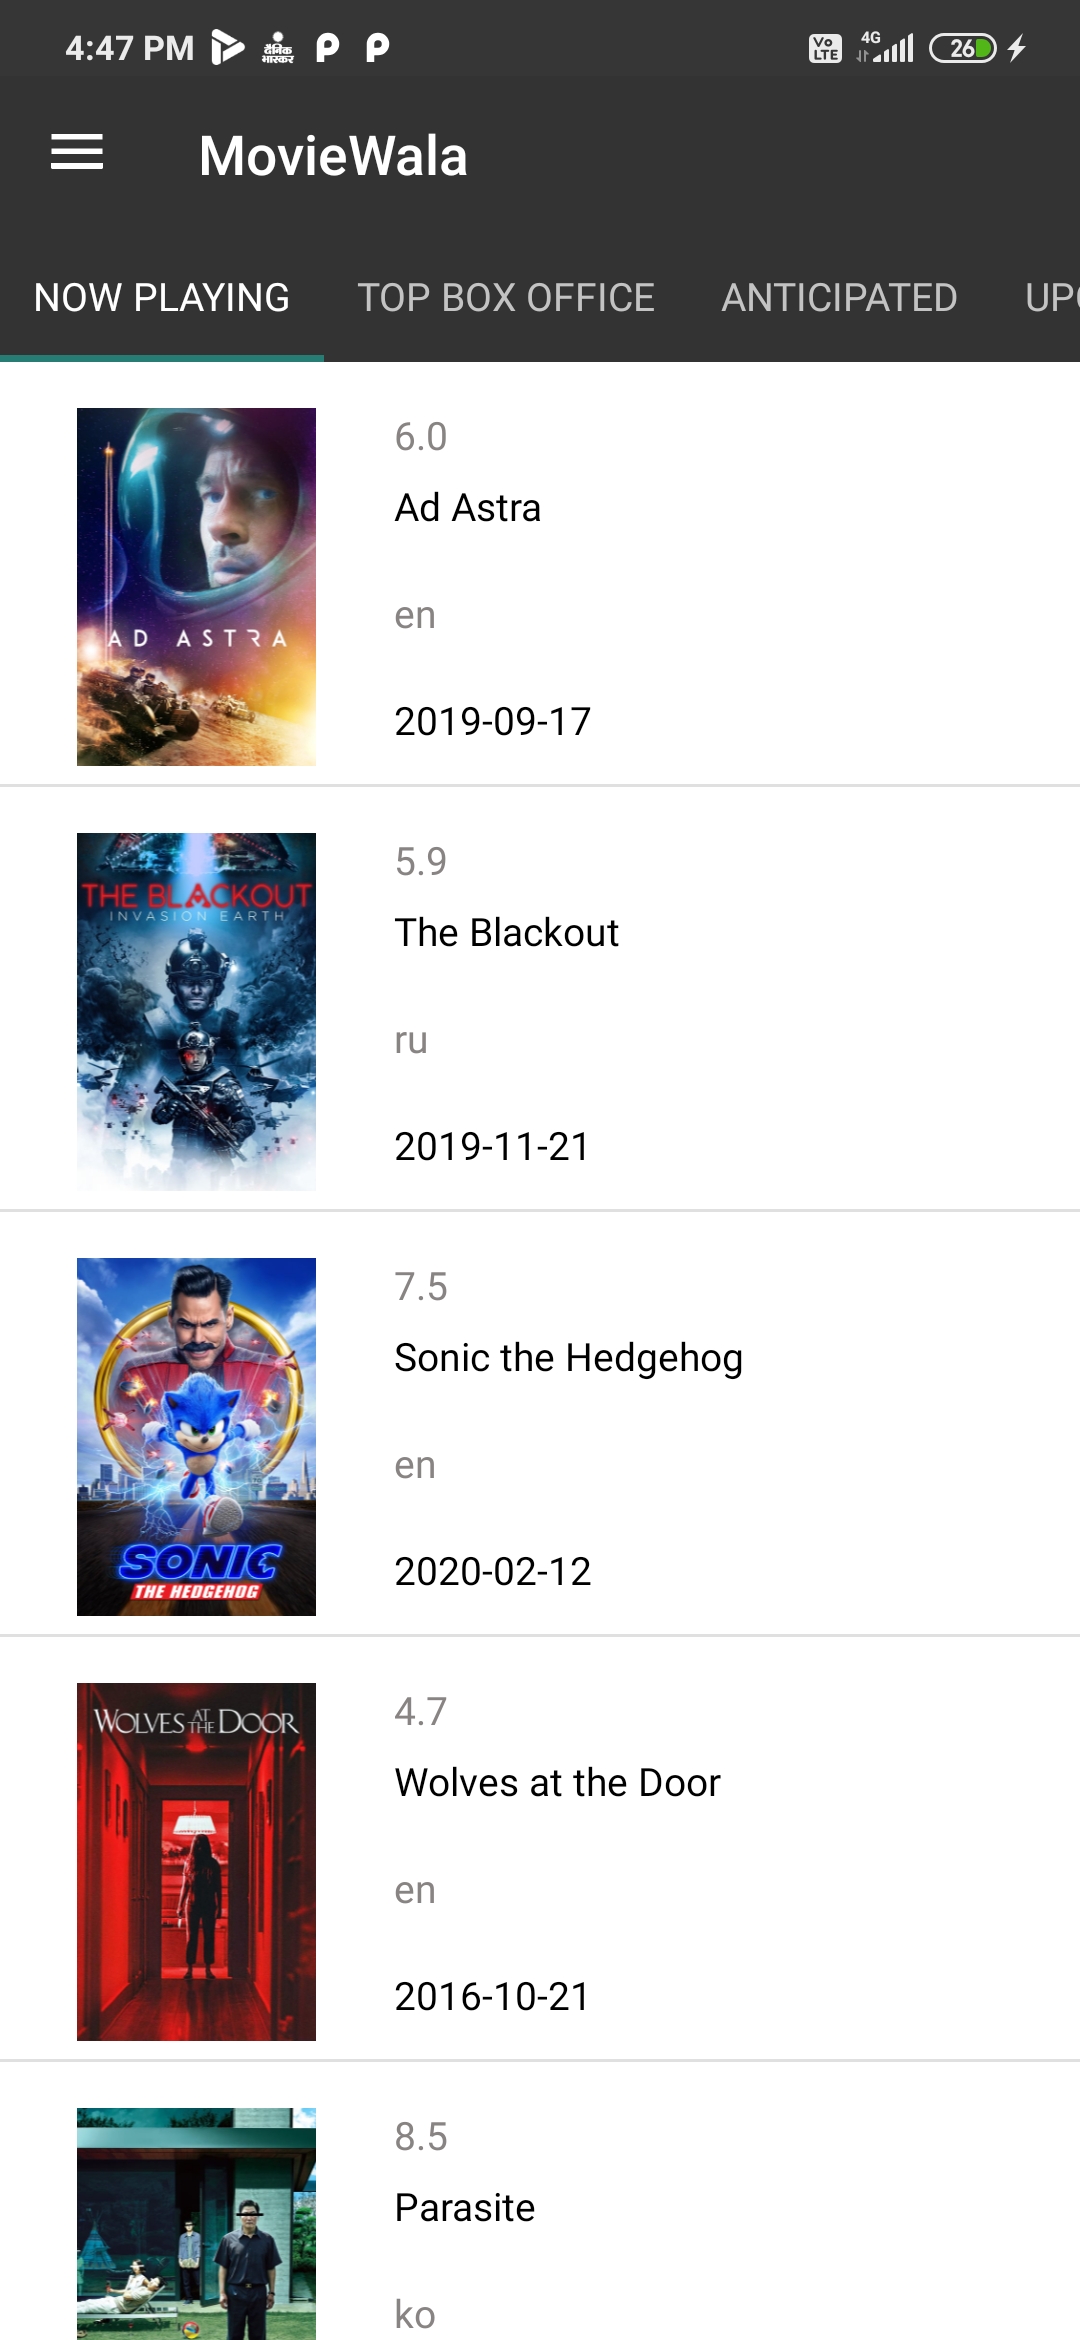 4:47 PM
दैनिक
भास्कर
Vo
LTE
4G
26
MovieWala
NOW PLAYING
TOP BOX OFFICE
ANTICIPATED
UPC
AD ASTRA
6.0
Ad Astra
en
2019-09-17
THE BLACKOUT
INVASION EARTH
5.9
The Blackout
ru
2019-11-21
SONIC
THE HEDGEHOG
7.5
Sonic the Hedgehog
en
2020-02-12
WOLVES AT THE DOOR
4.7
Wolves at the Door
en
2016-10-21
8.5
Parasite
ko